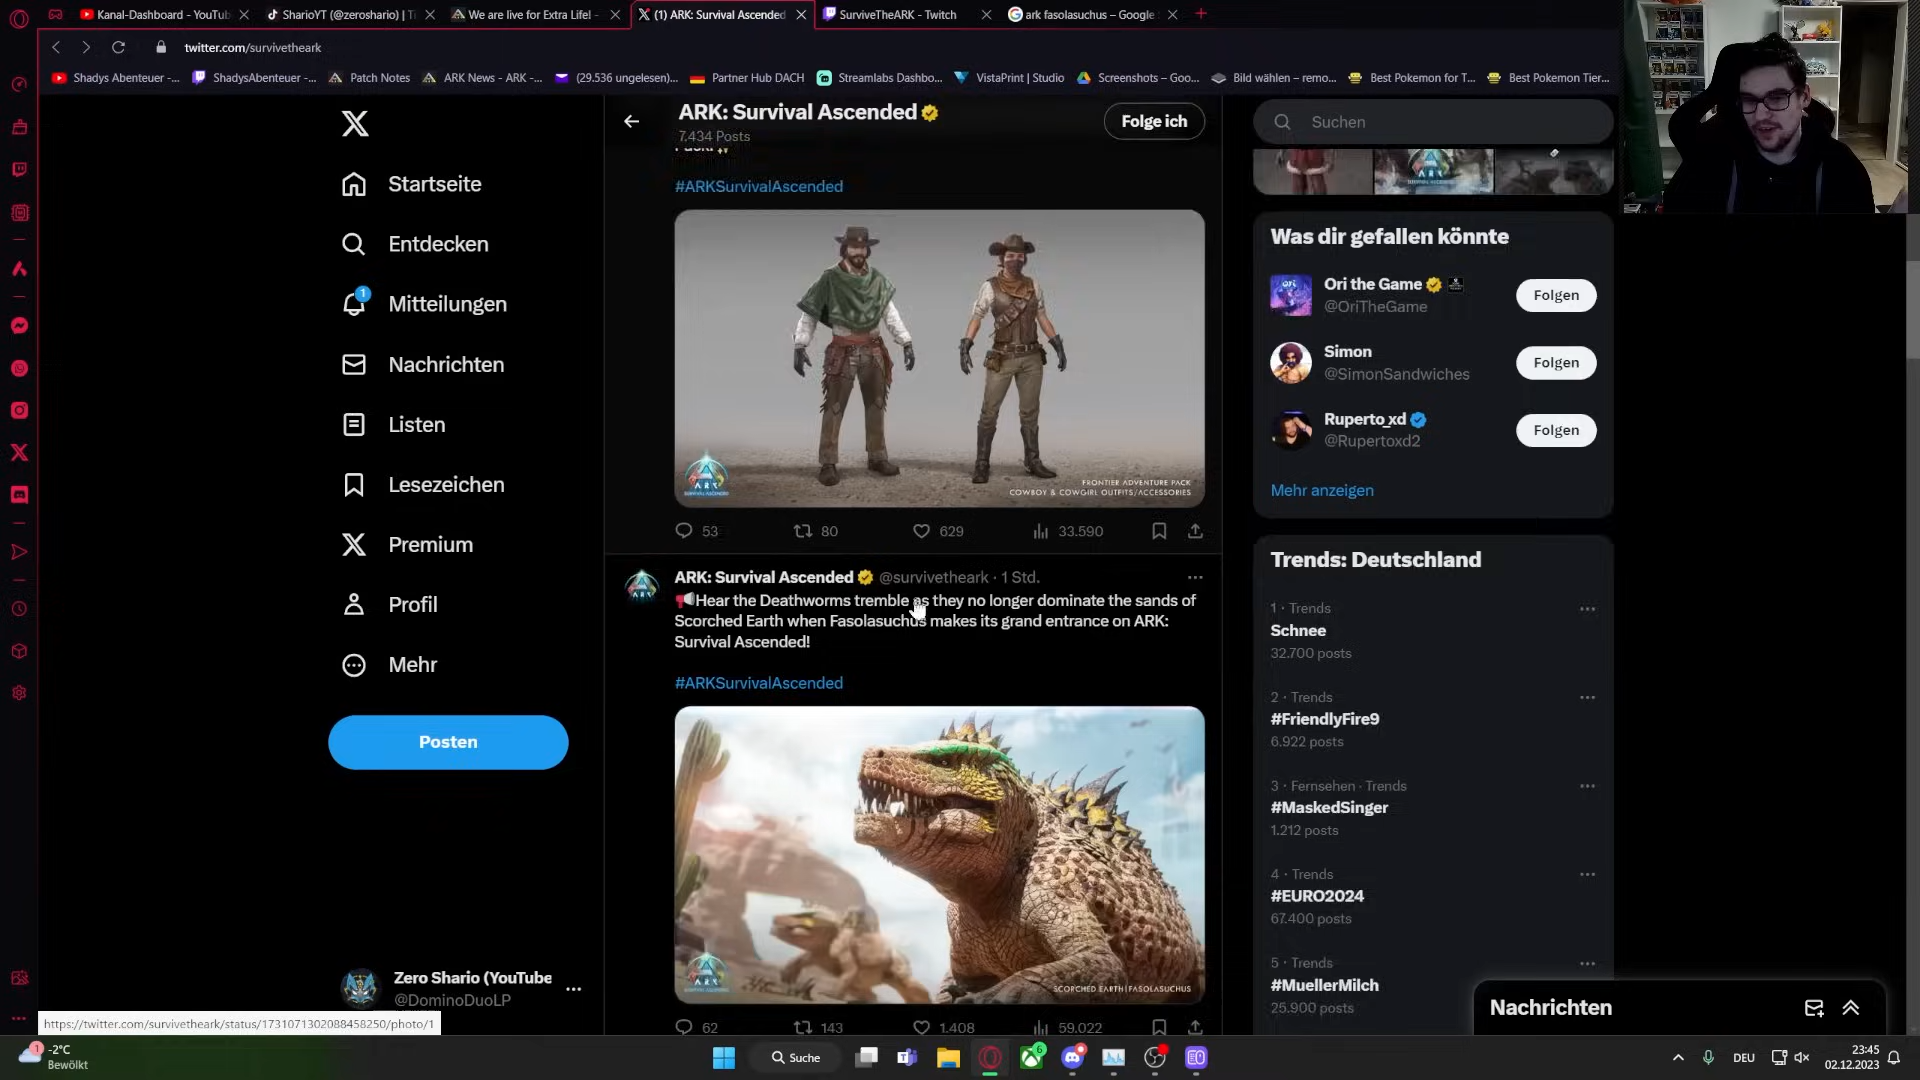 Kanal-Dashboard - YouTub
SharioYT (@zeroshario) | Ti
We are live for Extra Life! -
(1) ARK: Survival Ascended
SurviveTheARK - Twitch
ark fasolasuchus – Google
twitter.com/survivetheark
Shadys Abenteuer -...
ShadysAbenteuer -...
Patch Notes
ARK News - ARK -...
(29.536 ungelesen)...
Partner Hub DACH
Streamlabs Dashbo...
VistaPrint | Studio
Screenshots – Goo...
Bild wählen – remo...
Best Pokemon for T...
Best Pokemon Tier...
Startseite
Entdecken
1
Mitteilungen
Nachrichten
Listen
Lesezeichen
Premium
Profil
Mehr
Posten
Zero Shario (YouTube
@DominoDuoLP
https://twitter.com/survivetheark/status/1731071302088458250/photo/1
ARK: Survival Ascended
7.434 Posts
Folge ich
#ARKSurvivalAscended
ARK
FRONTIER ADVENTURE PACK
COWBOY & COWGIRL OUTFITS/ACCESSORIES
53
80
629
33.590
ARK: Survival Ascended @survivetheark · 1 Std.
Hear the Deathworms tremble as they no longer dominate the sands of
Scorched Earth when Fasolasuchus makes its grand entrance on ARK:
Survival Ascended!
#ARKSurvivalAscended
ARK
SCORCHED EARTH | FASOLASUCHUS
62
143
1.408
59.022
Suchen
Was dir gefallen könnte
Ori the Game
@OriTheGame
Folgen
Simon
@SimonSandwiches
Folgen
Ruperto_xd
@Rupertoxd2
Folgen
Mehr anzeigen
Trends: Deutschland
1 · Trends
Schnee
32.700 posts
2 · Trends
#FriendlyFire9
6.922 posts
3 · Fernsehen · Trends
#MaskedSinger
1.212 posts
4 · Trends
#EURO2024
67.400 posts
5 · Trends
#MuellerMilch
25.900 posts
Nachrichten
1
-2°C
Bewölkt
Suche
6
DEU
23:45
02.12.2023